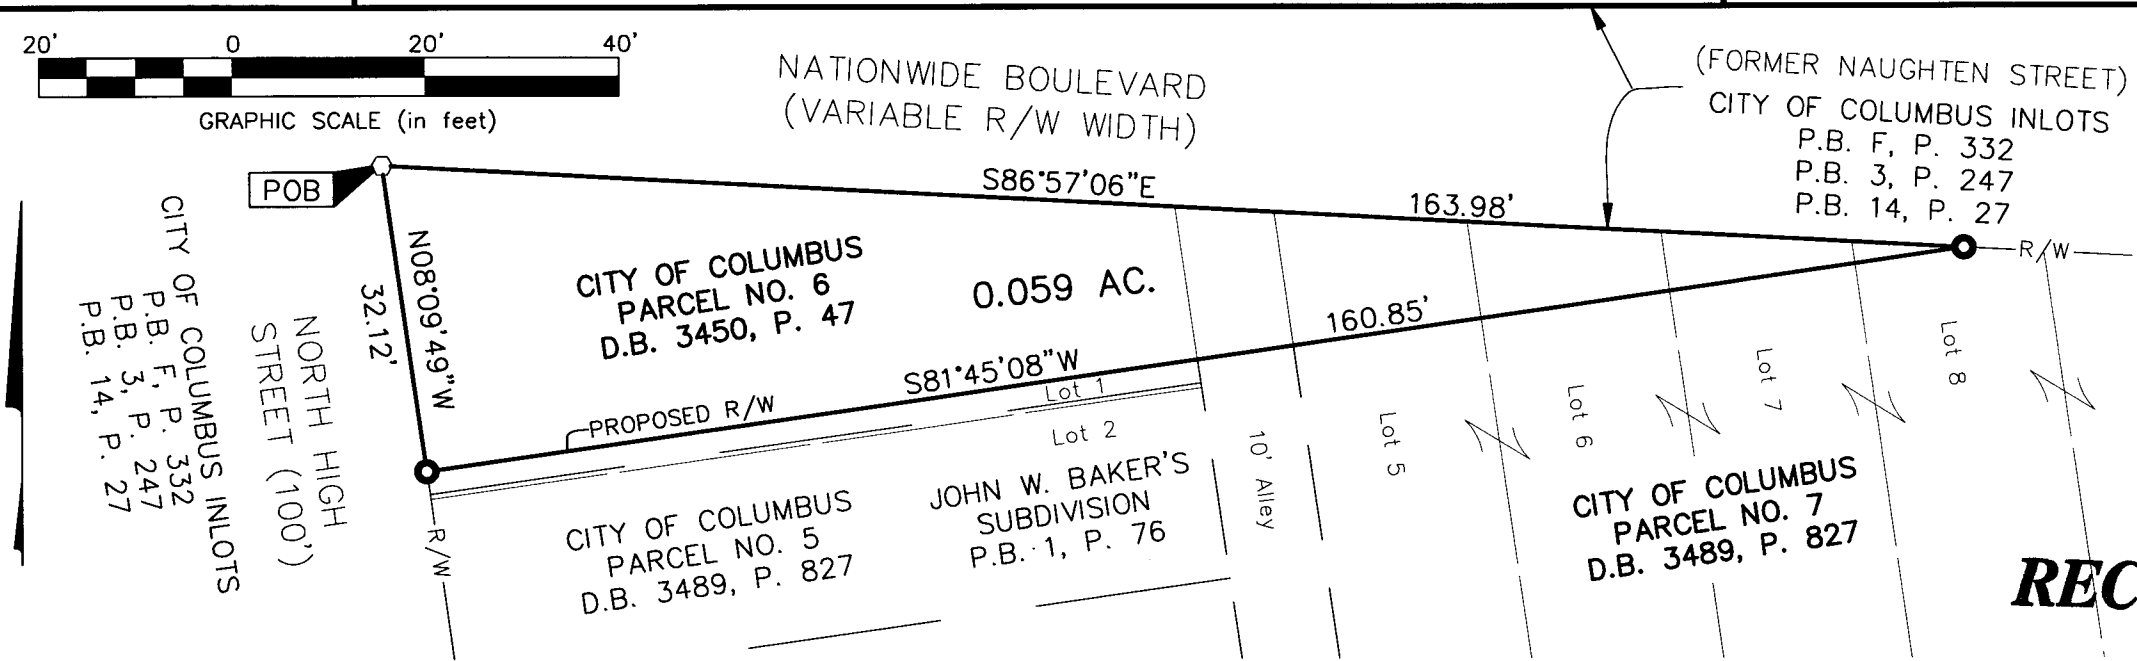 20' 0 20' 40'
GRAPHIC SCALE (in feet)
NATIONWIDE BOULEVARD
(VARIABLE R/W WIDTH)
(FORMER NAUGHTEN STREET)
CITY OF COLUMBUS INLOTS
P.B. F, P. 332
P.B. 3, P. 247
P.B. 14, P. 27
POB
S86°57'06"E
163.98'
R/W
N08°09'49"W
32.12'
CITY OF COLUMBUS
PARCEL NO. 6
D.B. 3450, P. 47
0.059 AC.
160.85'
S81°45'08"W
PROPOSED R/W
CITY OF COLUMBUS INLOTS
P.B. F, P. 332
P.B. 3, P. 247
P.B. 14, P. 27
NORTH HIGH
STREET (100')
R/W
Lot 1
Lot 2
CITY OF COLUMBUS
PARCEL NO. 5
D.B. 3489, P. 827
JOHN W. BAKER'S
SUBDIVISION
P.B. 1, P. 76
10' Alley
Lot 5
Lot 6
Lot 7
Lot 8
CITY OF COLUMBUS
PARCEL NO. 7
D.B. 3489, P. 827
REC